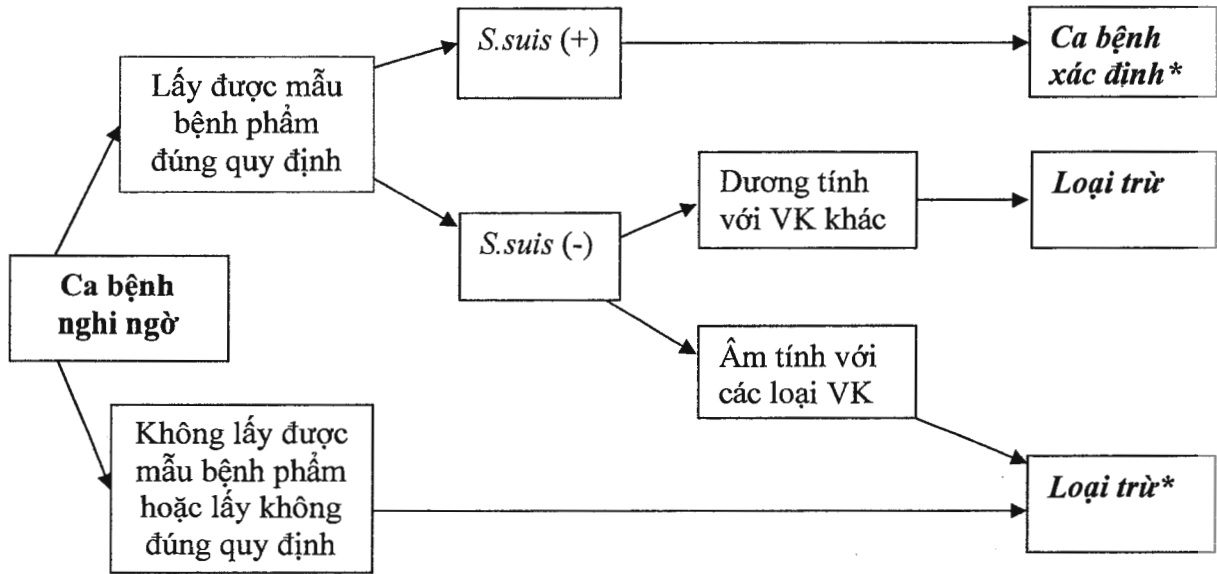 S.suis (+)
Ca bệnh
xác định*
Lấy được mẫu
bệnh phẩm
đúng quy định
Dương tính
với VK khác
Loại trừ
S.suis (-)
Ca bệnh
nghi ngờ
Âm tính với
các loại VK
Không lấy được
mẫu bệnh phẩm
hoặc lấy không
đúng quy định
Loại trừ*